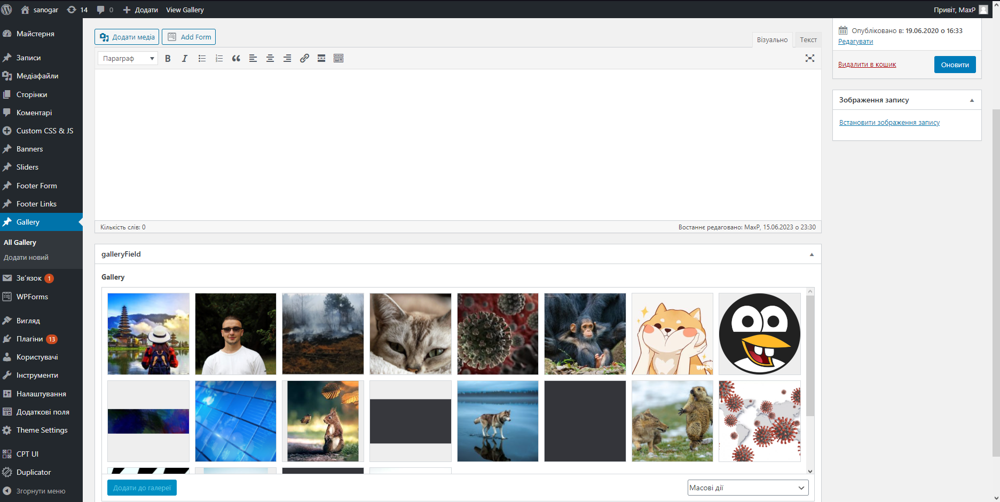 sanogar 14 0 Додати View Gallery Привіт, MaxP
Майстерня
Записи
Медіафайли
Сторінки
Коментарі
Custom CSS & JS
Banners
Sliders
Footer Form
Footer Links
Gallery
All Gallery
Додати новий
Зв’язок 1
WPForms
Вигляд
Плагіни 13
Користувачі
Інструменти
Налаштування
Додаткові поля
Theme Settings
CPT UI
Duplicator
Згорнути меню
Додати медіа Add Form
Візуально Текст
Параграф
Кількість слів: 0 Востаннє редаговано: MaxP, 15.06.2023 о 23:30
galleryField
Gallery
Додати до галереї Масові дії
Опубліковано в: 19.06.2020 о 16:33
Редагувати
Видалити в кошик Оновити
Зображення запису
Встановити зображення запису